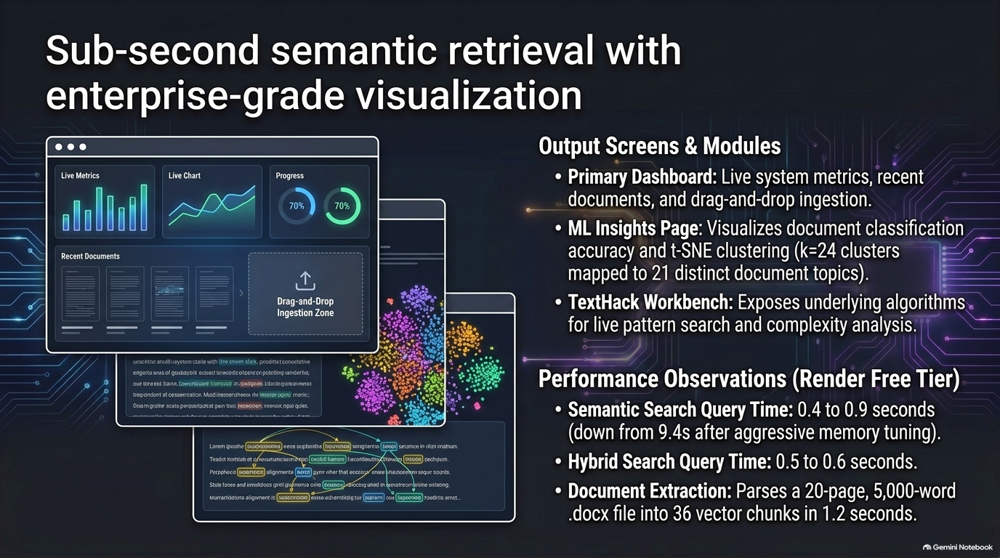 Sub-second semantic retrieval with
enterprise-grade visualization
Live Metrics
Live Chart
Progress
70%
70%
Recent Documents
Drag-and-Drop
Ingestion Zone
Lorem
Output Screens & Modules
• Primary Dashboard: Live system metrics, recent
documents, and drag-and-drop ingestion.
• ML Insights Page: Visualizes document classification
accuracy and t-SNE clustering (k=24 clusters
mapped to 21 distinct document topics).
• TextHack Workbench: Exposes underlying algorithms
for live pattern search and complexity analysis.
Performance Observations (Render Free Tier)
• Semantic Search Query Time: 0.4 to 0.9 seconds
(down from 9.4s after aggressive memory tuning).
• Hybrid Search Query Time: 0.5 to 0.6 seconds.
• Document Extraction: Parses a 20-page, 5,000-word
.docx file into 36 vector chunks in 1.2 seconds.
Gemini Notebook